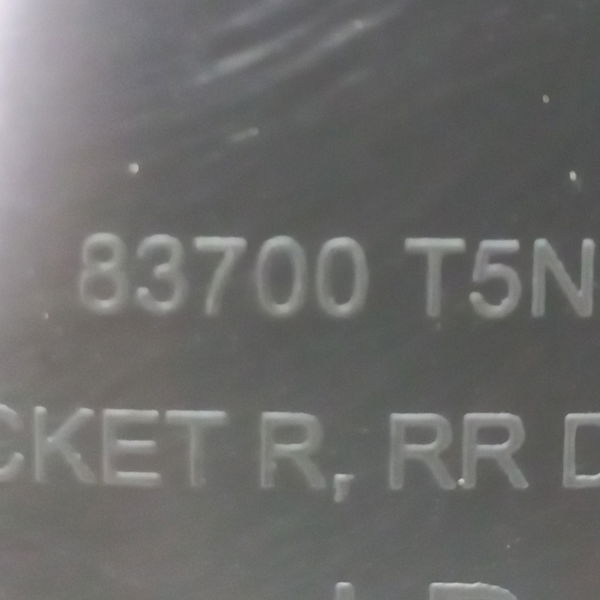 83700 T5N
CKET R, RR D